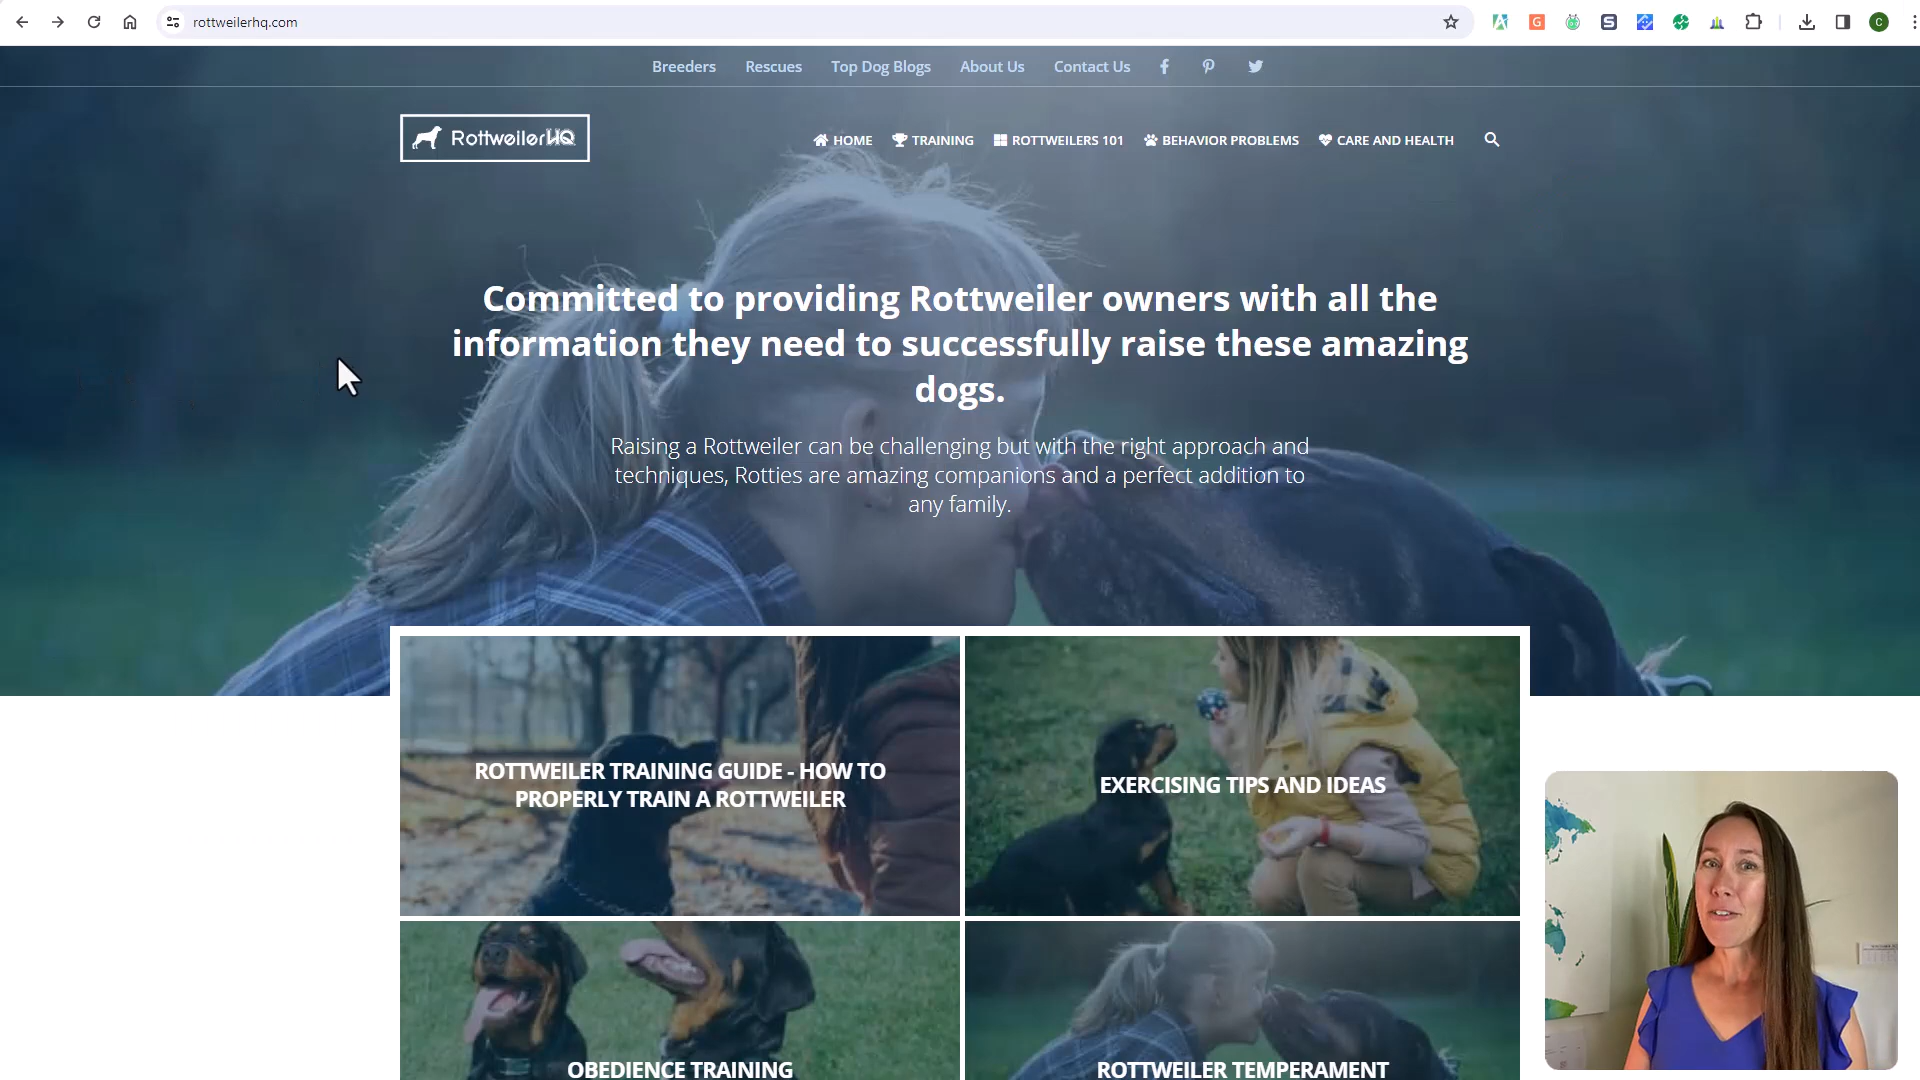 rottweilerhq.com
G
S
C
Breeders Rescues Top Dog Blogs About Us Contact Us
RottweilerHQ
HOME TRAINING ROTTWEILERS 101 BEHAVIOR PROBLEMS CARE AND HEALTH
Committed to providing Rottweiler owners with all the
information they need to successfully raise these amazing
dogs.
Raising a Rottweiler can be challenging but with the right approach and
techniques, Rotties are amazing companions and a perfect addition to
any family.
ROTTWEILER TRAINING GUIDE - HOW TO
PROPERLY TRAIN A ROTTWEILER
EXERCISING TIPS AND IDEAS
OBEDIENCE TRAINING
ROTTWEILER TEMPERAMENT